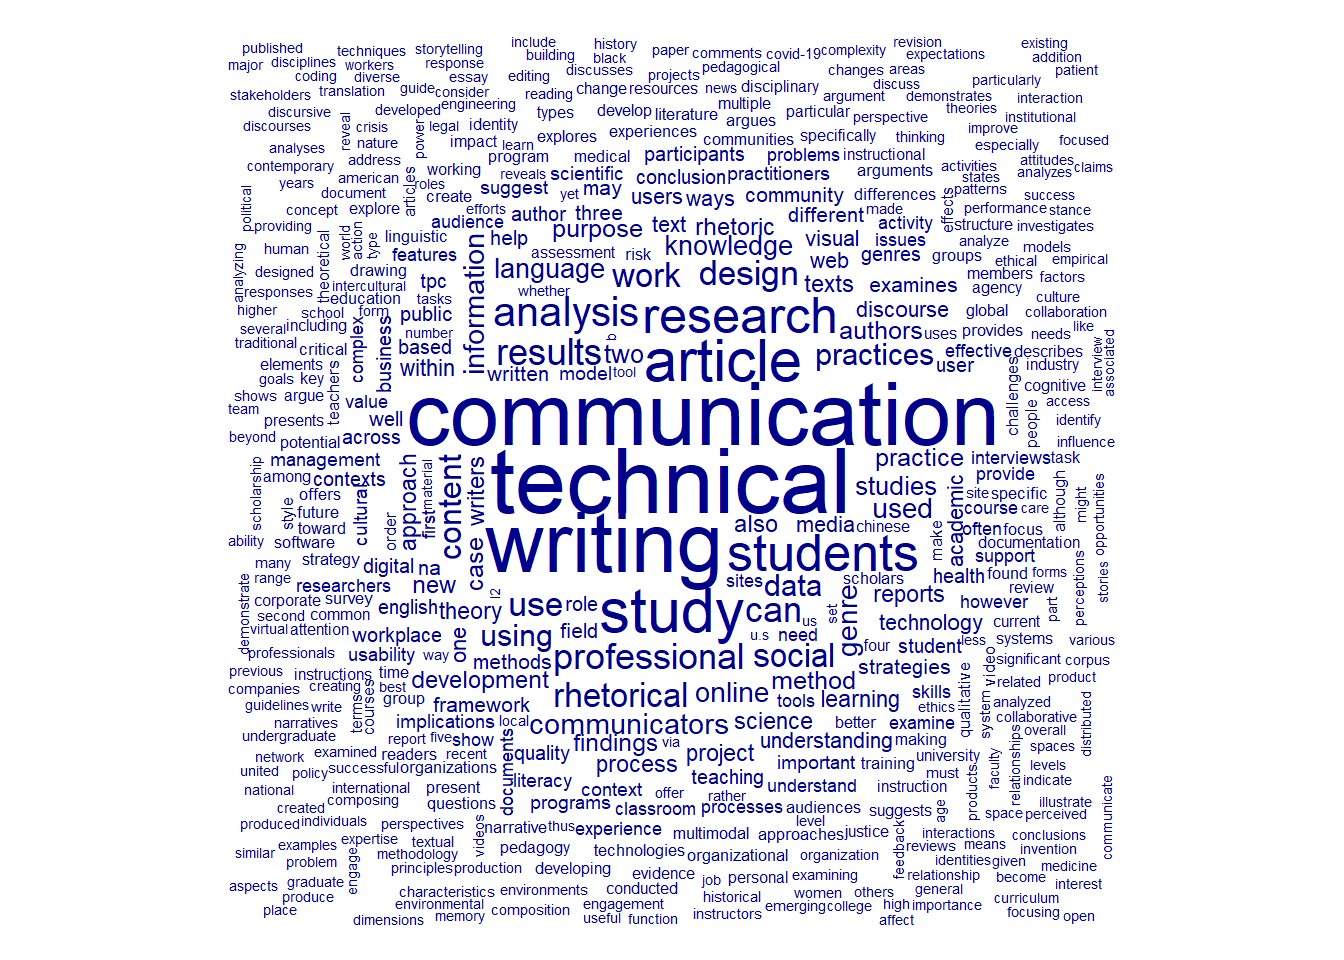 published techniques storytelling include history paper comments covid-19 complexity revision expectations existing
major disciplines workers response building black discusses pedagogical changes areas addition patient
coding diverse essay editing projects discuss particularly
stakeholders translation guide consider reading change resources news disciplinary argument demonstrates interaction
discursive developed engineering types develop literature multiple particular perspective theories institutional
discourses reveal crisis power legal identity explores experiences argues communities specifically thinking improve focused
analyses nature impact learn program medical participants problems instructional especially
contemporary address working reveals scientific conclusion practitioners arguments activities attitudes analyzes claims
years american articles roles create suggest yet may users ways community differences states patterns success
political document concept explore efforts author three text rhetoric different made effects performance stance
providing world action type audience linguistic purpose knowledge visual activity structure investigates
human theoretical features information help assessment risk web issues genres groups analyze ethical models empirical
analyzing designed drawing intercultural tpc language work design texts examines members factors
responses education tasks whether agency culture
higher school form public analysis research discourse global collaboration
several including number b authors uses provides needs like
traditional critical complex business based results two article practices effective describes interview associated
elements within written model tool user industry
goals key teachers challenges cognitive
shows argue value communication people access
team presents well identify
beyond potential across influence
management technical practice interviews task
scholarship among contexts cultural approach first material content writers studies academic provide
offers site specific although might opportunities
style future order used course care
ability toward software writing also media chinese make often focus
many strategy digital na case students documentation
range researchers new sites data scholars health support found forms perceptions stories
demonstrate corporate survey english l2 use role study can us set genre reports however review part
second common theory technology current
virtual attention workplace one using field u.s need four student less systems various
professionals usability way methods professional social strategies qualitative video significant corpus
previous instructions time development method related product
companies creating best group rhetorical online tools learning skills system analyzed
guidelines write terms courses framework ethics collaborative distributed
narratives implications local communicators science better examine overall
undergraduate report five show documents findings via project understanding making spaces
network examined readers recent quality university faculty relationships levels
united policy successful organizations process important training must indicate
national international present literacy context offer rather teaching understand instruction products
created composing questions programs classroom processes audiences suggests age space illustrate communicate
produced individuals perspectives narrative thus experience level perceived
examples expertise textual videos multimodal approaches justice feedback interactions conclusions
similar methodology pedagogy technologies organizational organization reviews means invention
problem engage principles production developing evidence identities given medicine
aspects graduate job personal examining relationship become interest
produce characteristics environments conducted historical women others general curriculum
place environmental composition engagement emerging college high importance
dimensions memory useful function instructors affect focusing open